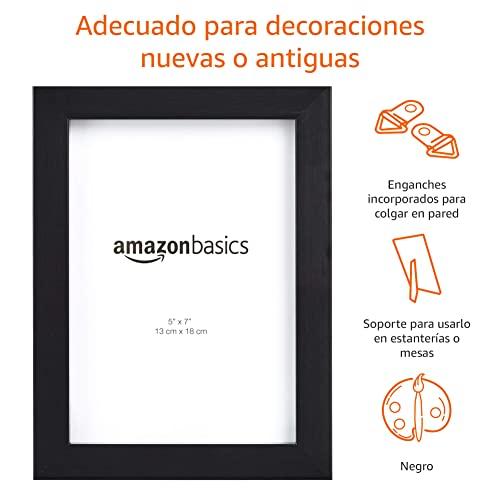 Adecuado para decoraciones
nuevas o antiguas
amazonbasics
5" x 7"
13 cm x 18 cm
Enganches
incorporados para
colgar en pared
Soporte para usarlo
en estanterías o
mesas
Negro